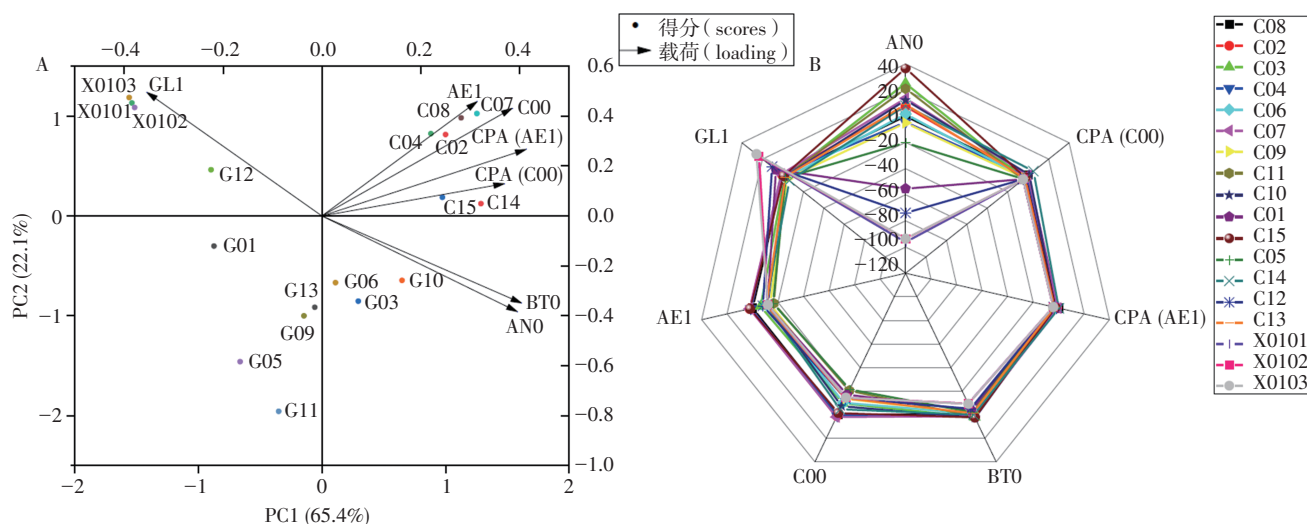 −0.4 −0.2 0.0 0.2 0.4
得分（scores）
载荷（loading）
A
0.6
0.4
0.2
0.0
−0.2
−0.4
−0.6
−0.8
−1.0
1
0
−1
−2
PC2 (22.1%)
−2 −1 0 1 2
PC1 (65.4%)
X0103
X0101
X0102
GL1
AE1
C07
C00
C08
C04
C02
CPA (AE1)
CPA (C00)
C15
C14
G12
G01
G06
G10
G03
G13
G09
G05
G11
BT0
AN0
B
AN0
40
20
0
−20
−40
−60
−80
−100
−120
GL1
CPA (C00)
AE1
CPA (AE1)
C00
BT0
C08
C02
C03
C04
C06
C07
C09
C11
C10
C01
C15
C05
C14
C12
C13
X0101
X0102
X0103